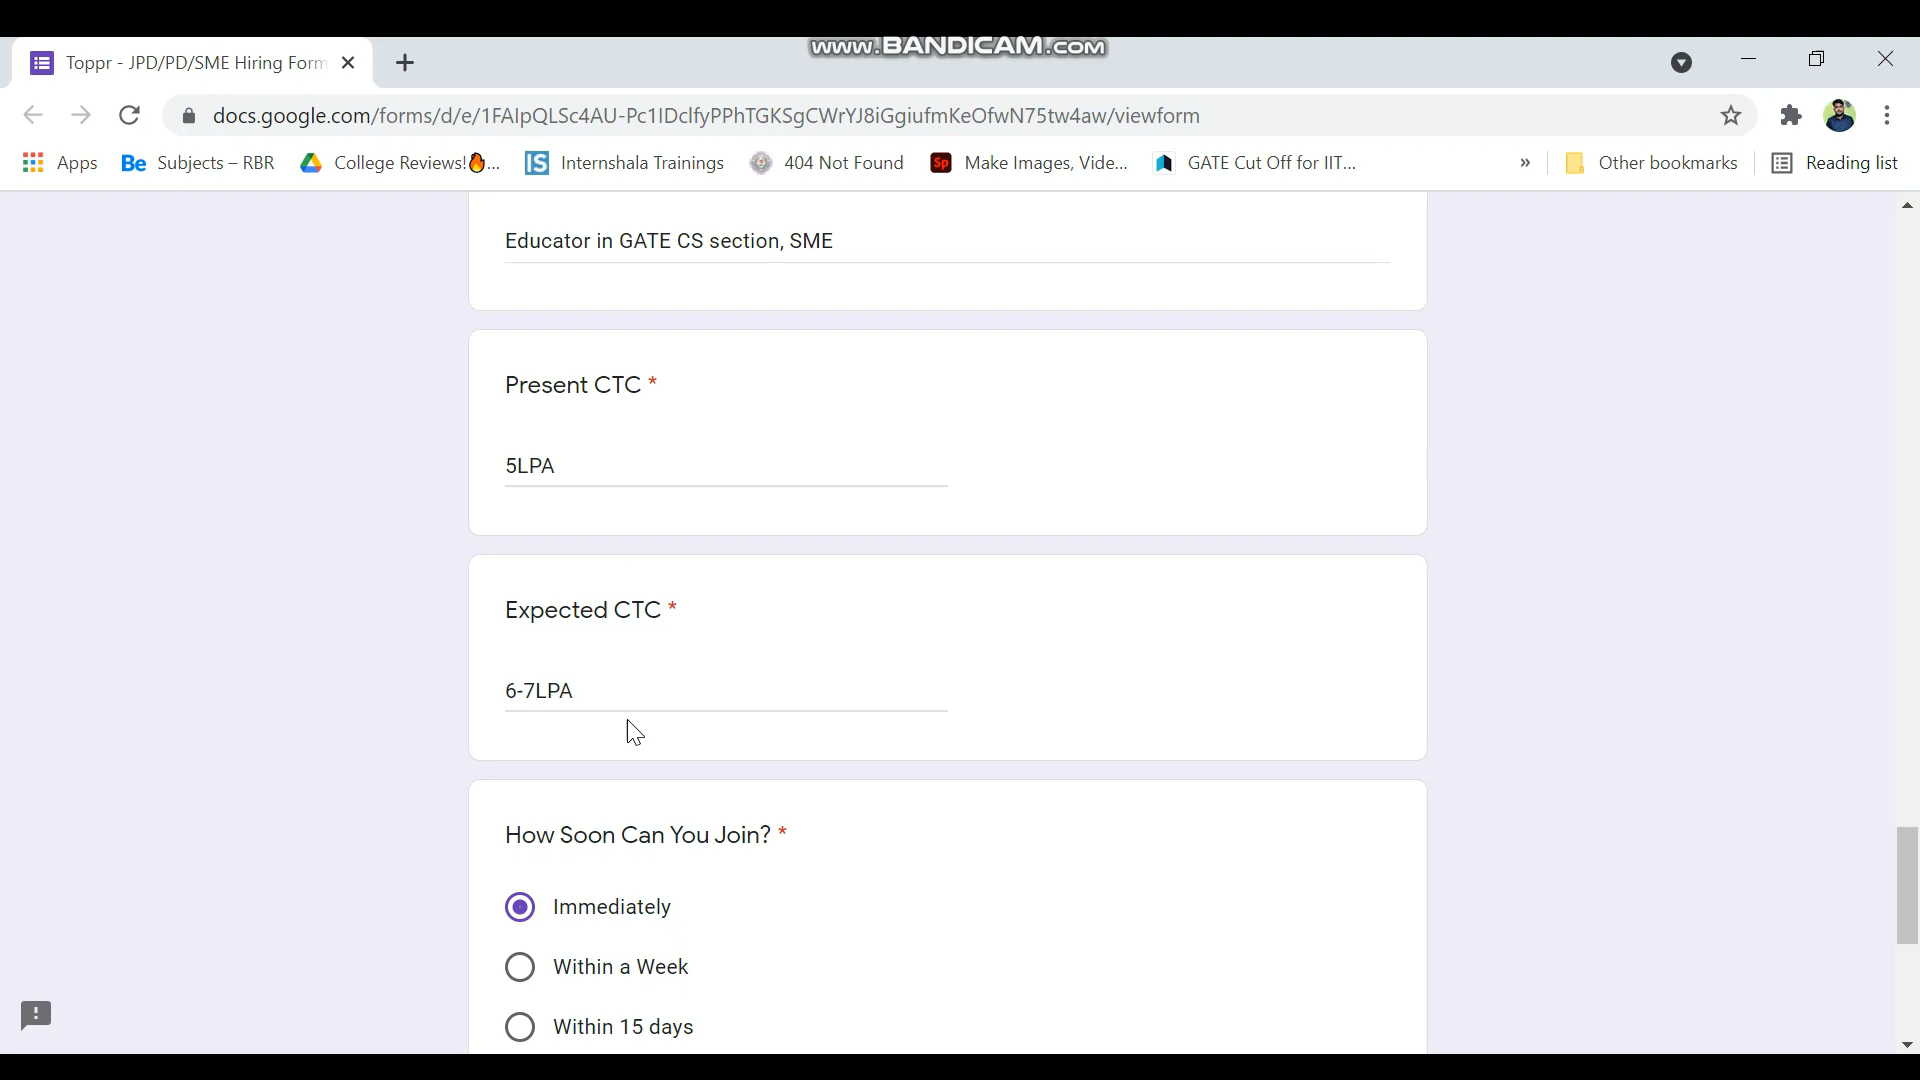 www.BANDICAM.com
Toppr - JPD/PD/SME Hiring Form
docs.google.com/forms/d/e/1FAIpQLSc4AU-Pc1IDclfyPPhTGKSgCWrYJ8iGgiufmKeOfwN75tw4aw/viewform
Apps
Be Subjects – RBR
College Reviews!🔥...
IS Internshala Trainings
404 Not Found
Sp Make Images, Vide...
GATE Cut Off for IIT...
»
Other bookmarks
Reading list
Educator in GATE CS section, SME
Present CTC *
5LPA
Expected CTC *
6-7LPA
How Soon Can You Join? *
Immediately
Within a Week
Within 15 days